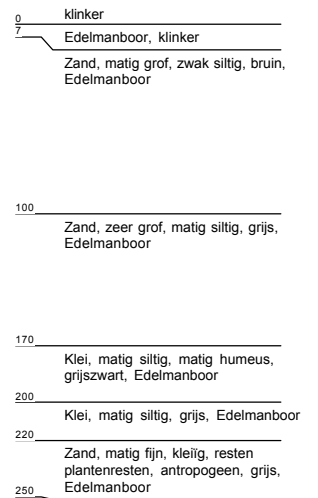 klinker
0
7
Edelmanboor, klinker
Zand, matig grof, zwak siltig, bruin,
Edelmanboor
100
Zand, zeer grof, matig siltig, grijs,
Edelmanboor
170
Klei, matig siltig, matig humeus,
grijszwart, Edelmanboor
200
Klei, matig siltig, grijs, Edelmanboor
220
Zand, matig fijn, kleiïg, resten
plantenresten, antropogeen, grijs,
Edelmanboor
250